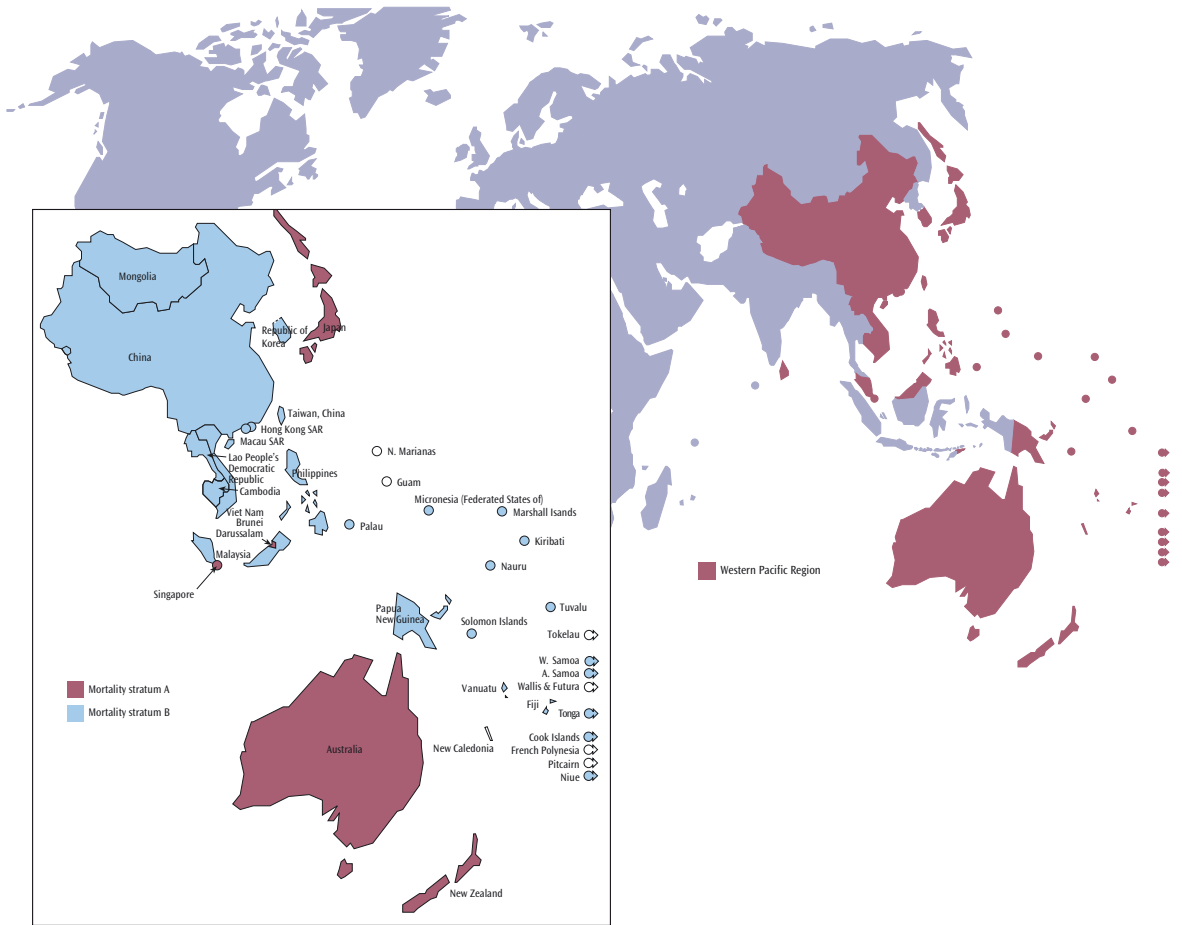 Mongolia
Republic of
Korea
Japan
China
Taiwan, China
Hong Kong SAR
Macau SAR
Lao People's
Democratic
Republic
Cambodia
Philippines
N. Marianas
Guam
Micronesia (Federated States of)
Marshall Isands
Viet Nam
Brunei
Darussalam
Palau
Kiribati
Malaysia
Nauru
Singapore
Western Pacific Region
Papua
New Guinea
Tuvalu
Solomon Islands
Tokelau
W. Samoa
A. Samoa
Vanuatu
Wallis & Futura
Fiji
Tonga
Mortality stratum A
Mortality stratum B
Cook Islands
New Caledonia
French Polynesia
Australia
Pitcairn
Niue
New Zealand